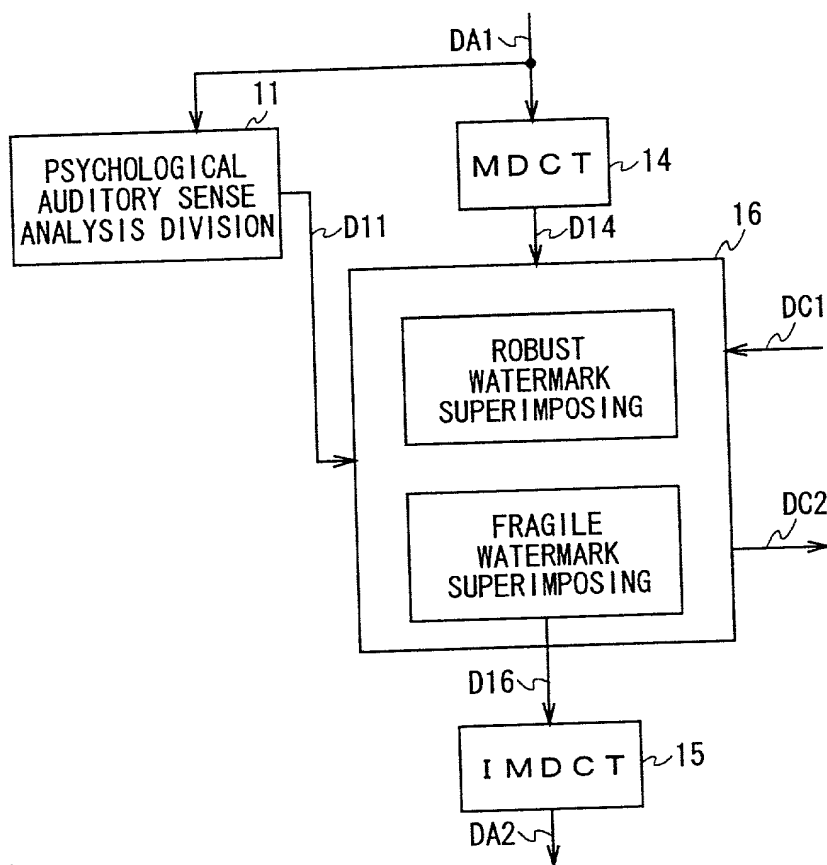 DA1
11
PSYCHOLOGICAL
AUDITORY SENSE
ANALYSIS DIVISION
MDCT
14
D11
D14
16
DC1
ROBUST
WATERMARK
SUPERIMPOSING
DC2
FRAGILE
WATERMARK
SUPERIMPOSING
D16
IMDCT
15
DA2